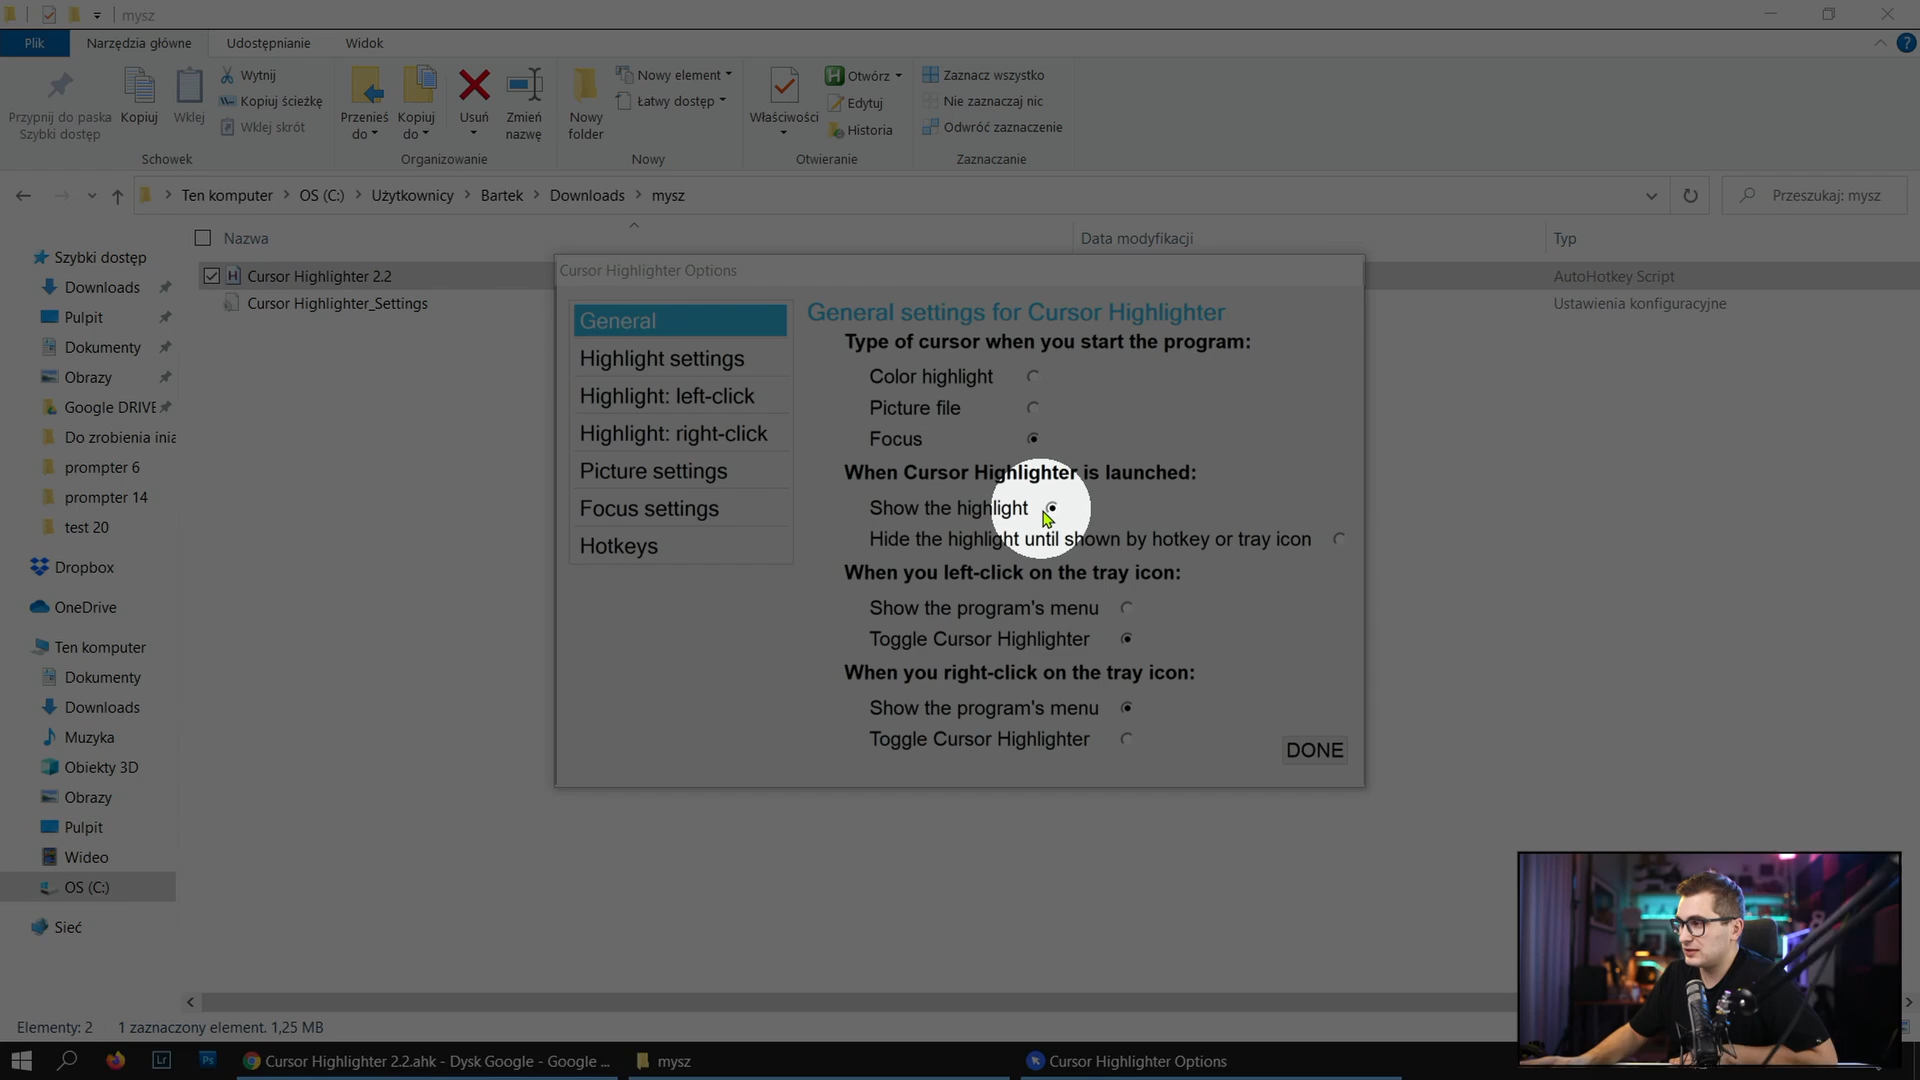 mysz
Plik
Narzędzia główne
Udostępnianie
Widok
Przypnij do paska
Szybki dostęp
Kopiuj
Wklej
Wytnij
Kopiuj ścieżkę
Wklej skrót
Schowek
Przenieś
do
Kopiuj
do
Usuń
Zmień
nazwę
Organizowanie
Nowy
folder
Nowy element
Łatwy dostęp
Nowy
Właściwości
Otwórz
Edytuj
Historia
Otwieranie
Zaznacz wszystko
Nie zaznaczaj nic
Odwróć zaznaczenie
Zaznaczanie
Ten komputer
OS (C:)
Użytkownicy
Bartek
Downloads
mysz
Przeszukaj: mysz
Nazwa
Data modyfikacji
Typ
Cursor Highlighter 2.2
AutoHotkey Script
Cursor Highlighter_Settings
Ustawienia konfiguracyjne
Szybki dostęp
Downloads
Pulpit
Dokumenty
Obrazy
Google DRIVE
Do zrobienia inia
prompter 6
prompter 14
test 20
Dropbox
OneDrive
Ten komputer
Dokumenty
Downloads
Muzyka
Obiekty 3D
Obrazy
Pulpit
Wideo
OS (C:)
Sieć
Cursor Highlighter Options
General
Highlight settings
Highlight: left-click
Highlight: right-click
Picture settings
Focus settings
Hotkeys
General settings for Cursor Highlighter
Type of cursor when you start the program:
Color highlight
Picture file
Focus
When Cursor Highlighter is launched:
Show the highlight
Hide the highlight until shown by hotkey or tray icon
When you left-click on the tray icon:
Show the program's menu
Toggle Cursor Highlighter
When you right-click on the tray icon:
Show the program's menu
Toggle Cursor Highlighter
DONE
Elementy: 2
1 zaznaczony element. 1,25 MB
Lr
Ps
Cursor Highlighter 2.2.ahk - Dysk Google - Google ...
mysz
Cursor Highlighter Options